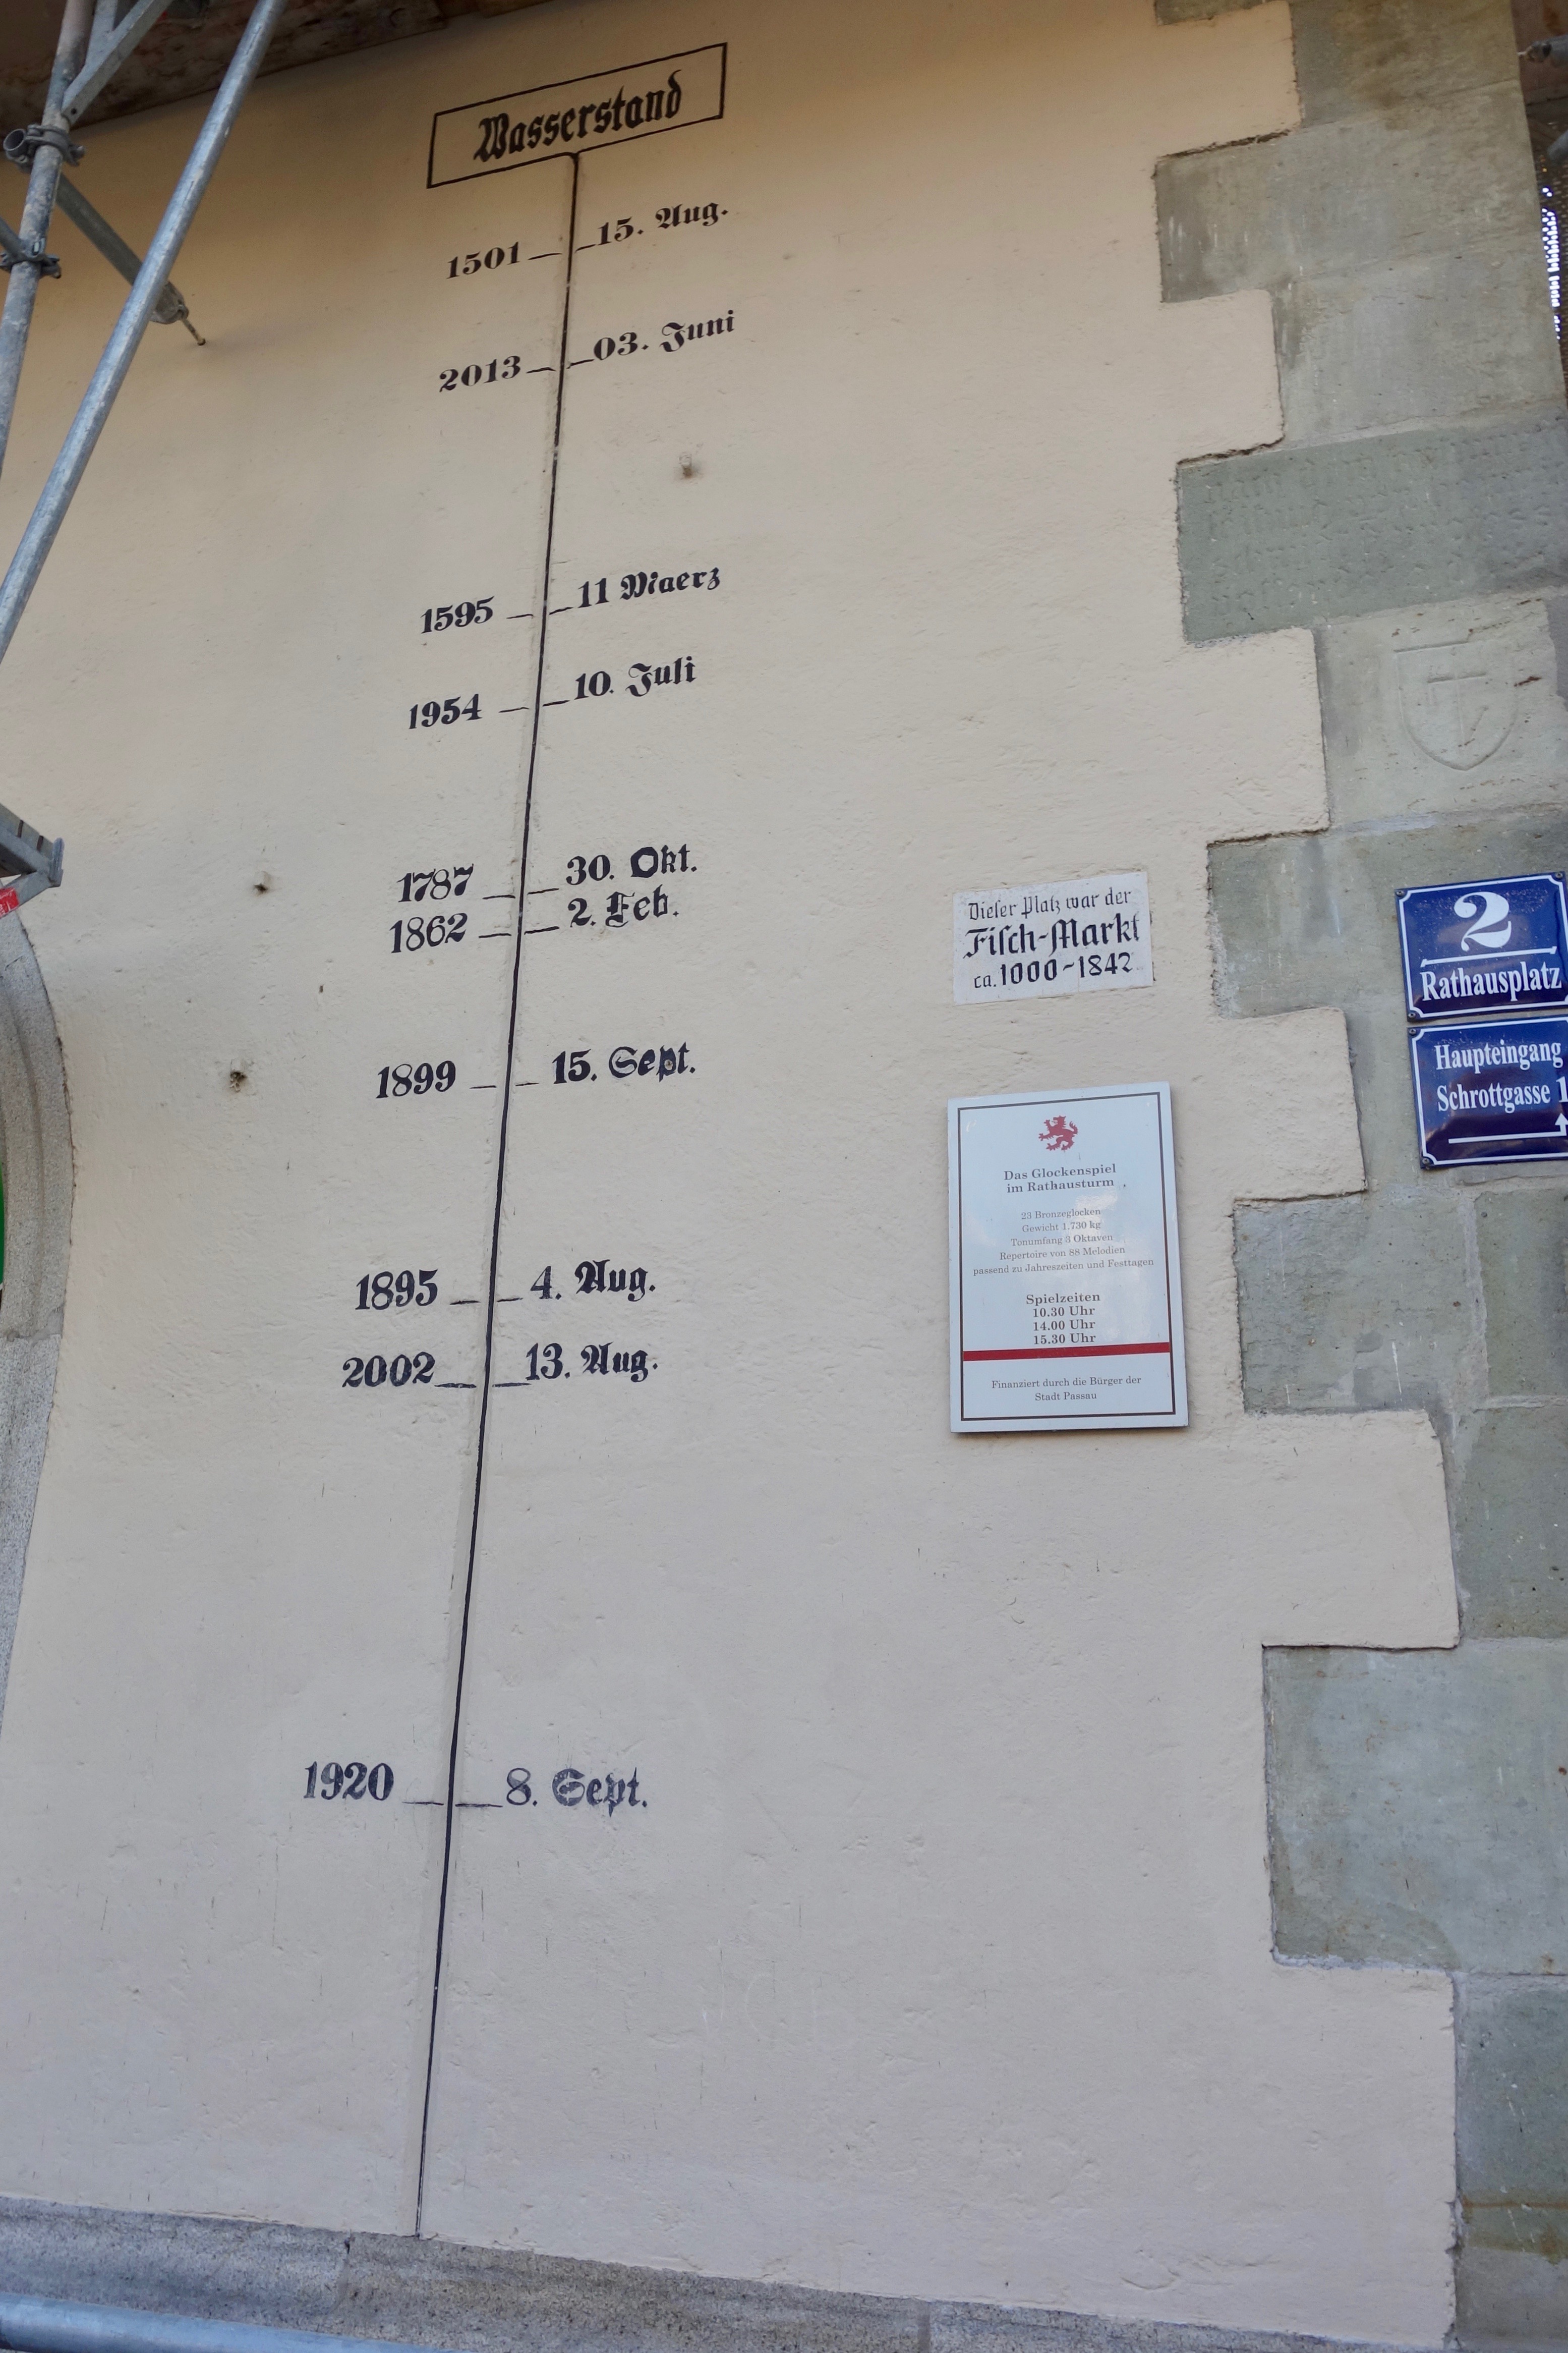 Wasserstand
1501 15. Aug.
2013 03. Juni
1595 11 Maerz
1954 10. Juli
1787 30. Okt.
1862 2. Feb.
1899 15. Sept.
1895 4. Aug.
2002 13. Aug.
1920 8. Sept.
Dieſer Platz war der
Fiſch-Markt
ca. 1000-1842
Das Glockenspiel
im Rathausturm
23 Bronzeglocken
Gewicht 1.730 kg
Tonumfang 3 Oktaven
Repertoire von 88 Melodien
passend zu Jahreszeiten und Festtagen
Spielzeiten
10.30 Uhr
14.00 Uhr
15.30 Uhr
Finanziert durch die Bürger der
Stadt Passau
2
Rathausplatz
Haupteingang
Schrottgasse 1